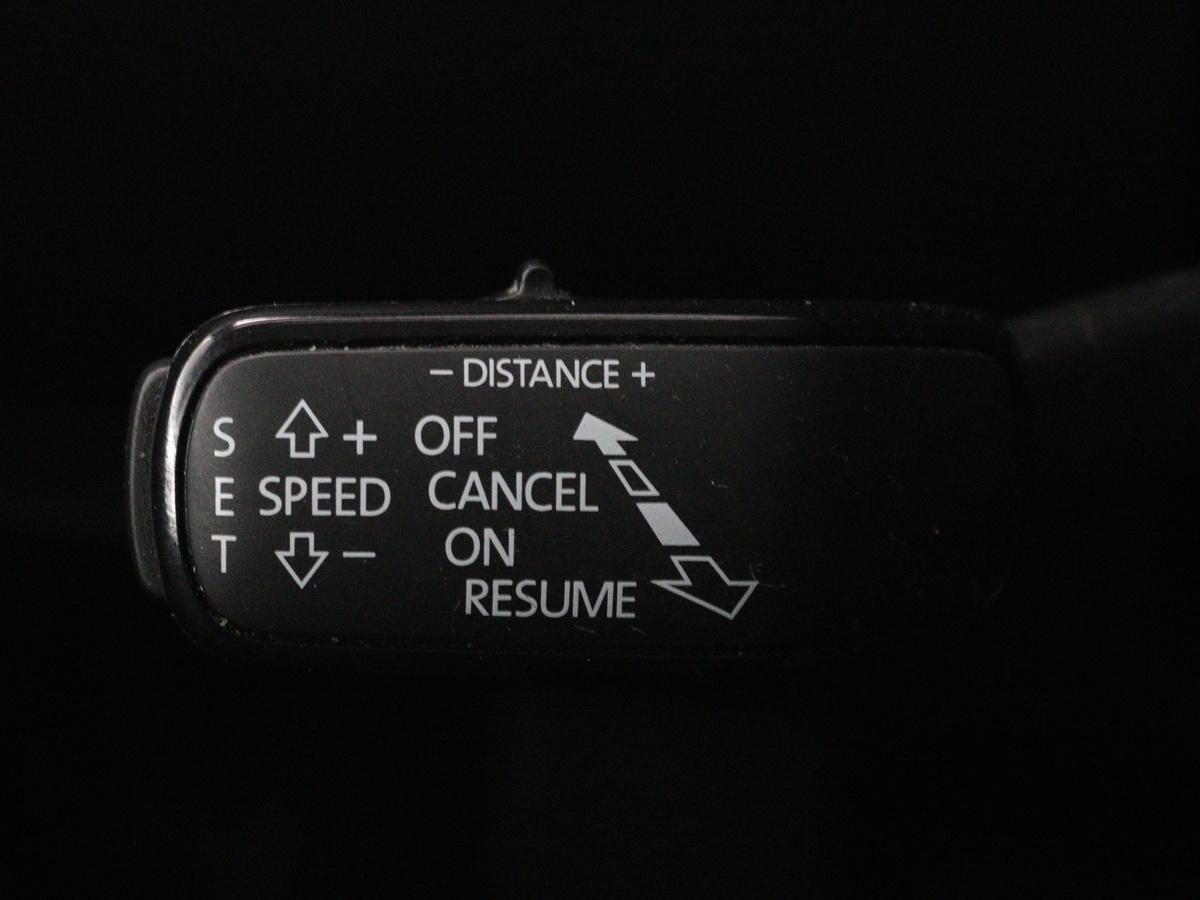 − DISTANCE +
S + OFF
E SPEED CANCEL
T − ON
RESUME